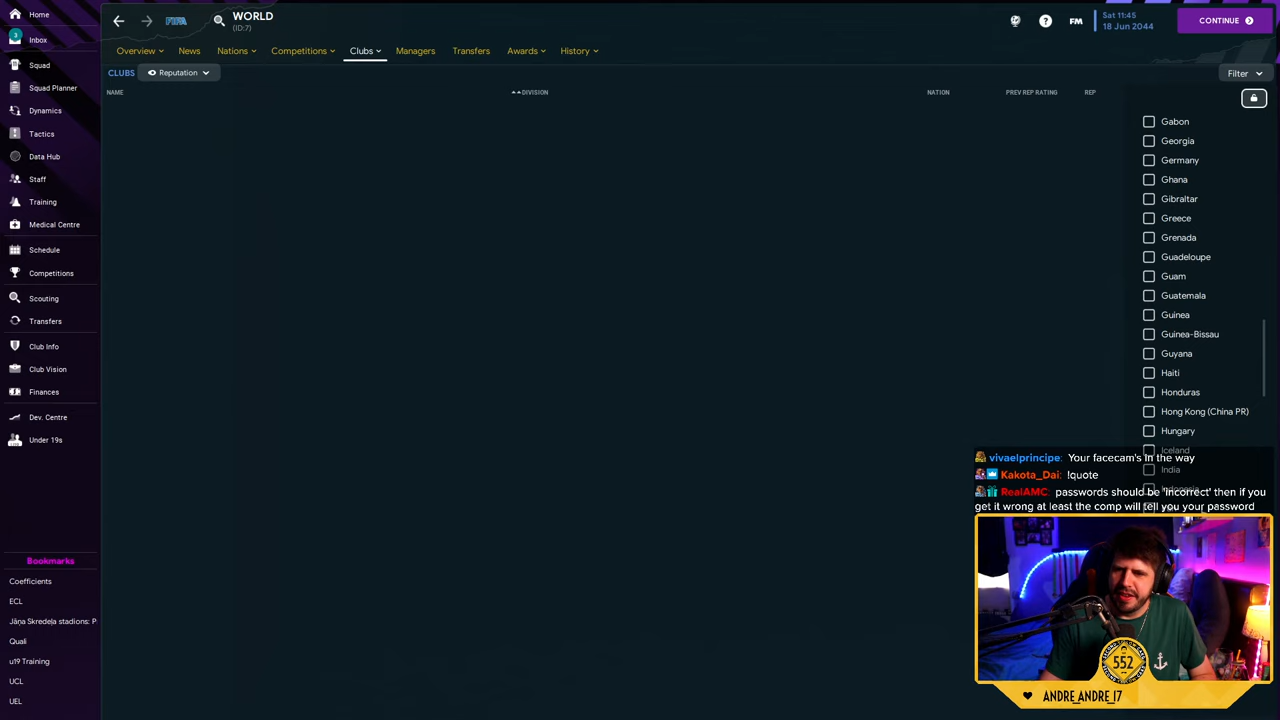 Home
FIFA
WORLD
(ID:7)
FM
Sat 11:45
18 Jun 2044
CONTINUE
3
Inbox
Overview
News
Nations
Competitions
Clubs
Managers
Transfers
Awards
History
Squad
CLUBS
Reputation
Filter
Squad Planner
NAME
DIVISION
NATION
PREV REP RATING
REP
Dynamics
Tactics
Data Hub
Staff
Training
Medical Centre
Schedule
Competitions
Scouting
Transfers
Club Info
Club Vision
Finances
Dev. Centre
Under 19s
Gabon
Georgia
Germany
Ghana
Gibraltar
Greece
Grenada
Guadeloupe
Guam
Guatemala
Guinea
Guinea-Bissau
Guyana
Haiti
Honduras
Hong Kong (China PR)
Hungary
Iceland
India
Indonesia
vivaelprincipe: Your facecam's in the way
Kakota_Dai: !quote
RealAMC: passwords should be 'incorrect' then if you
get it wrong at least the comp will tell you your password
Bookmarks
Coefficients
ECL
Jāņa Skredeļa stadions: P
Quali
u19 Training
UCL
UEL
552
ANDRE_ANDRE_17